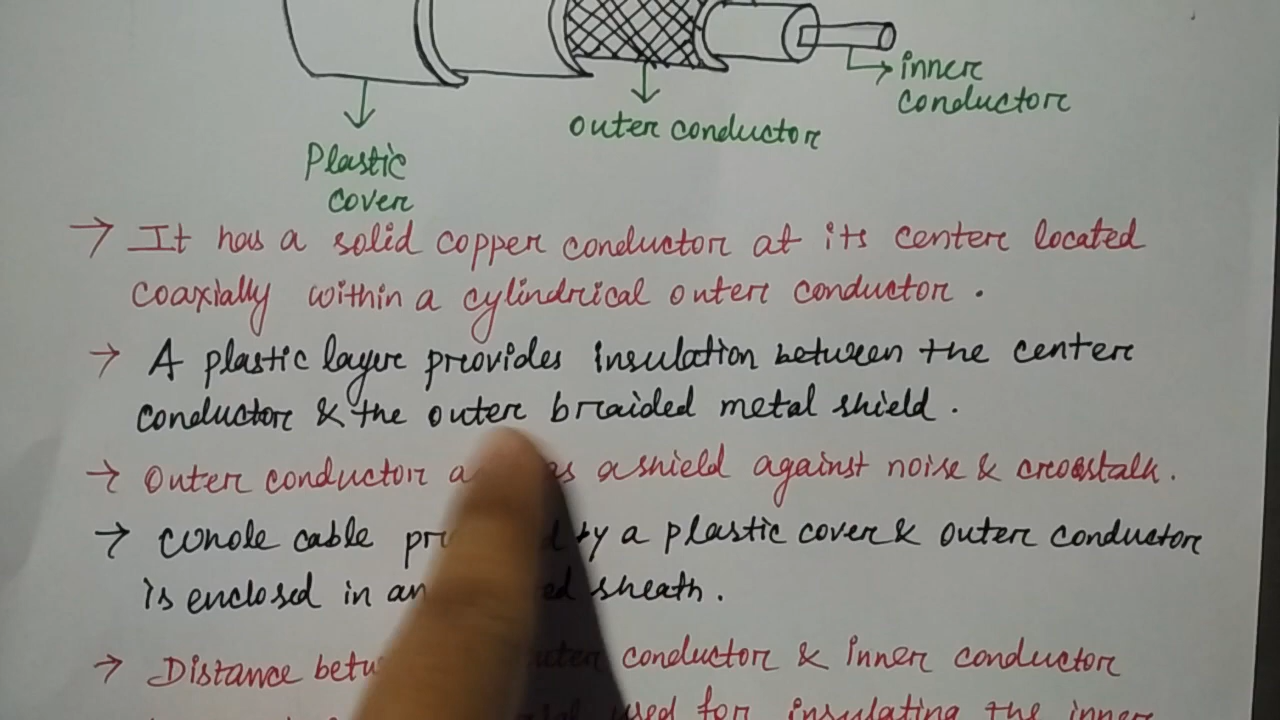 inner
conductor
outer conductor
Plastic
cover
→ It has a solid copper conductor at its center located
coaxially within a cylindrical outer conductor.
→ A plastic layer provides insulation between the center
conductor & the outer braided metal shield.
→ Outer conductor as a shield against noise & crosstalk.
→ whole cable by a plastic cover & outer conductor
is enclosed in sheath.
→ Distance outer conductor & inner conductor
used for insulating the inner